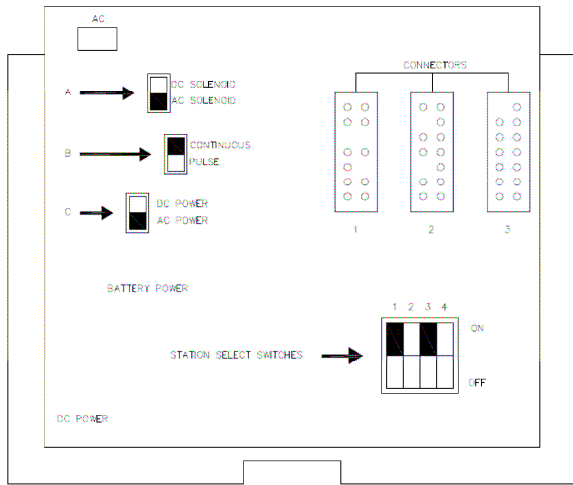 AC
CONNECTORS
A
DC SOLENOID
AC SOLENOID
B
CONTINUOUS
PULSE
C
DC POWER
AC POWER
1 2 3
BATTERY POWER
1 2 3 4
ON
STATION SELECT SWITCHES
OFF
DC POWER